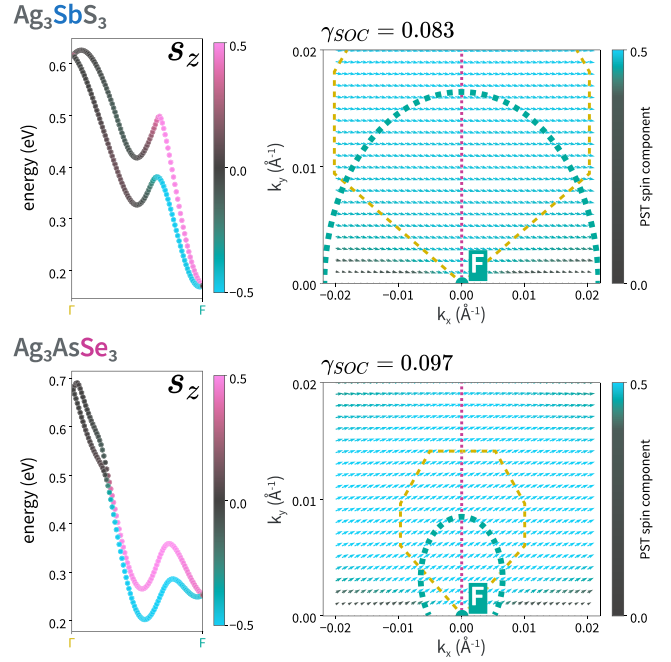 Ag3SbS3
γSOC = 0.083
sz
0.5
0.0
−0.5
energy (eV)
0.6
0.5
0.4
0.3
0.2
Γ
F
ky (Å-1)
0.02
0.01
0.00
F
−0.02
−0.01
0.00
0.01
0.02
kx (Å-1)
0.5
0.0
PST spin component
Ag3AsSe3
γSOC = 0.097
sz
0.5
0.0
−0.5
energy (eV)
0.7
0.6
0.5
0.4
0.3
0.2
Γ
F
ky (Å-1)
0.02
0.01
0.00
F
−0.02
−0.01
0.00
0.01
0.02
kx (Å-1)
0.5
0.0
PST spin component